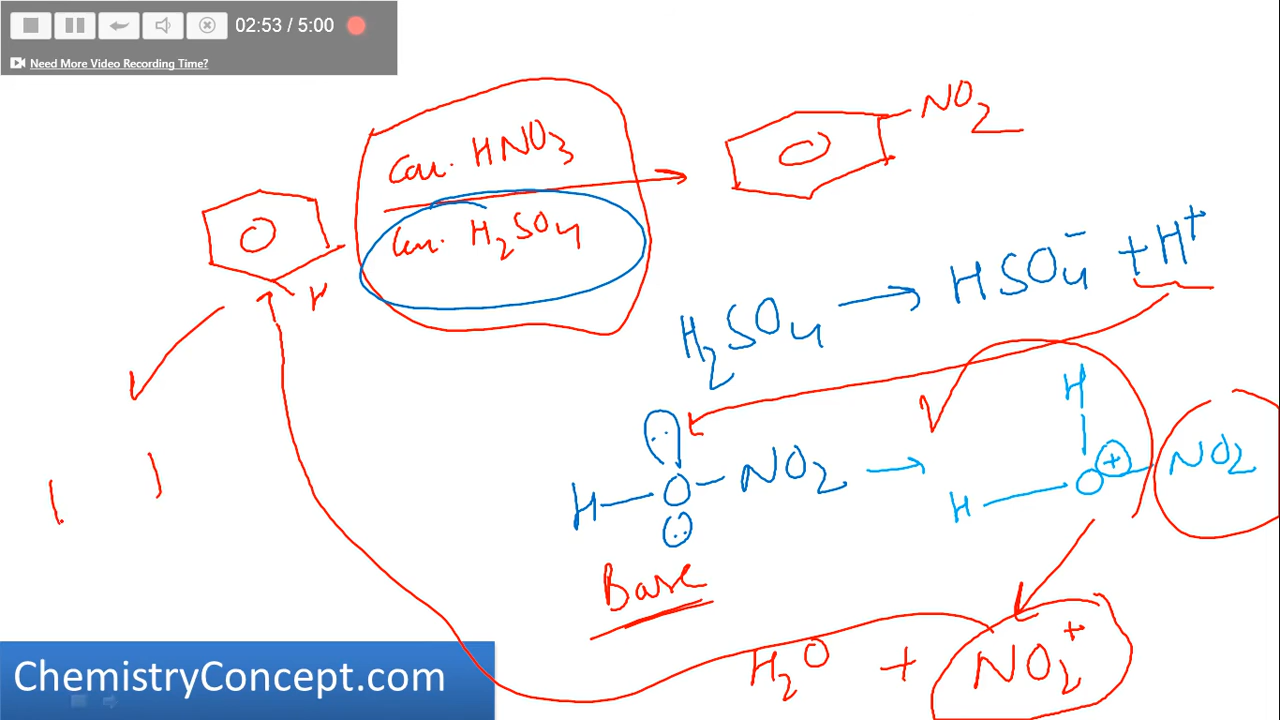 02:53 / 5:00
Need More Video Recording Time?
Con. HNO3
Con. H2SO4
NO2
H
H2SO4 → HSO4⁻ + H⁺
H
H — O — NO2 → H — O⁺ — NO2
Base
H2O + NO2⁺
ChemistryConcept.com